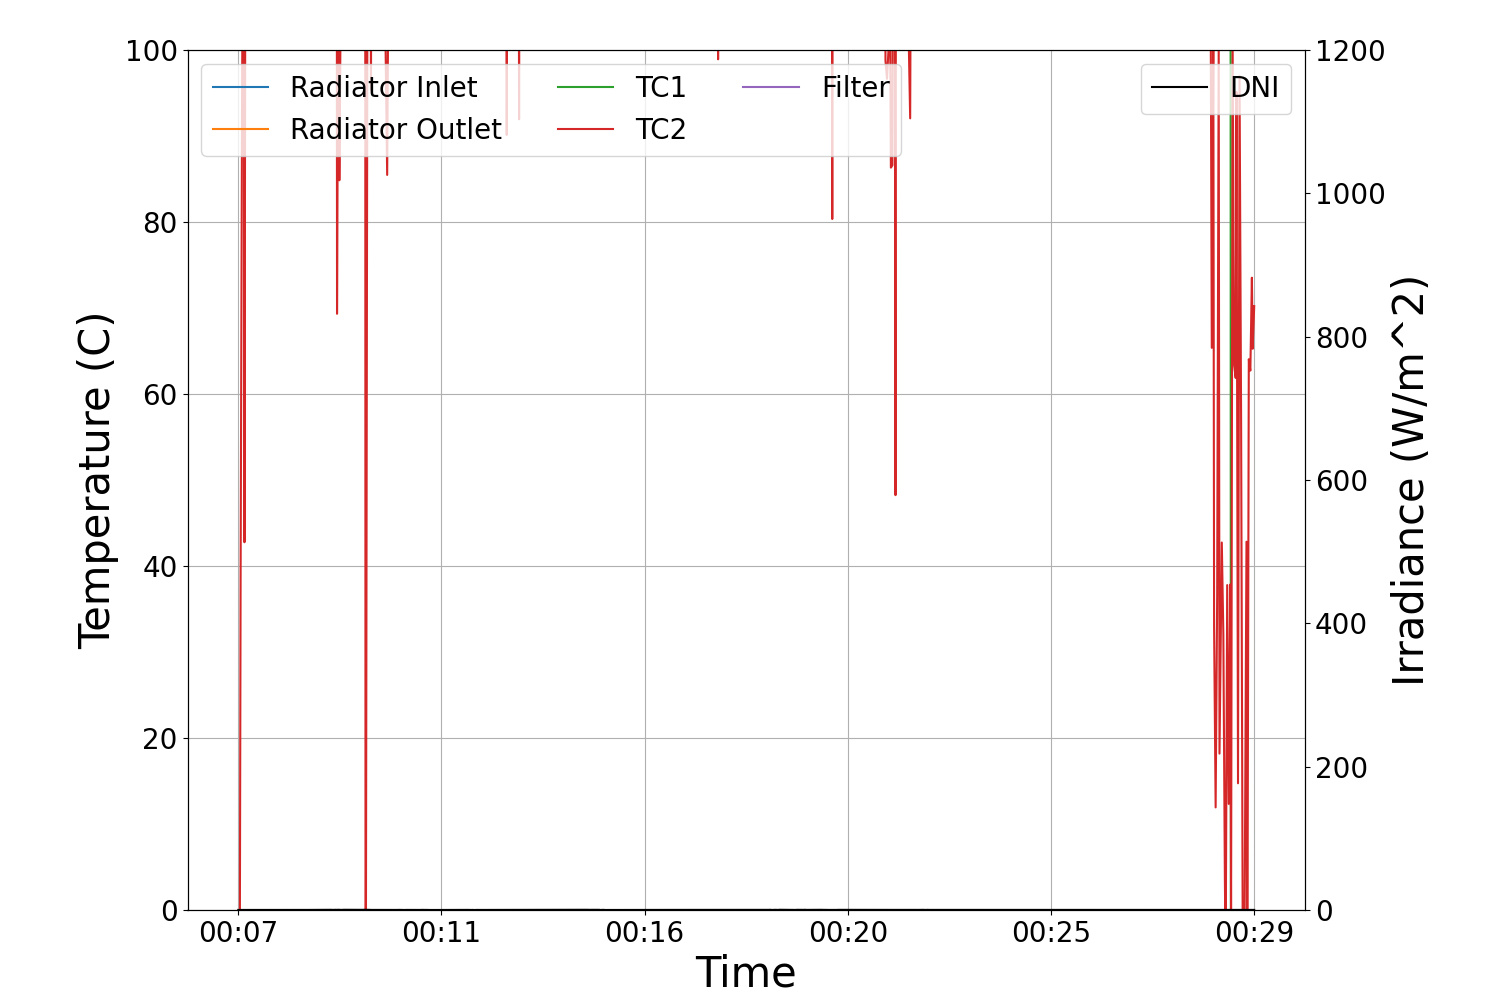 100
80
60
40
20
0
Temperature (C)
Radiator Inlet
Radiator Outlet
TC1
TC2
Filter
DNI
1200
1000
800
600
400
200
0
Irradiance (W/m^2)
00:07 00:11 00:16 00:20 00:25 00:29
Time